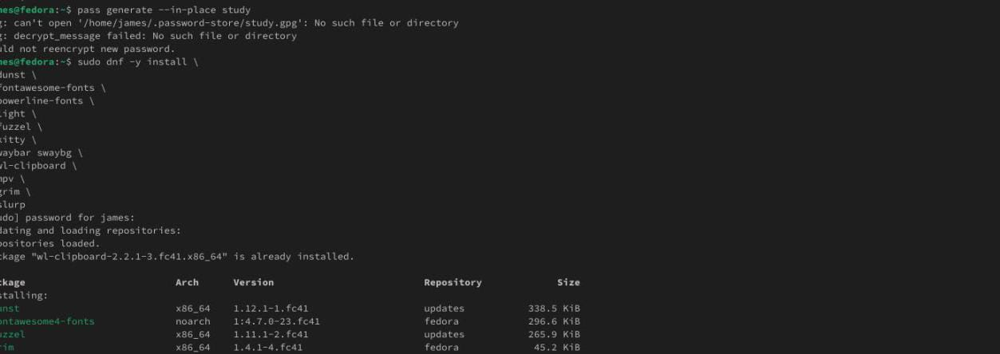 mes@fedora:~$ pass generate --in-place study
g: can't open '/home/james/.password-store/study.gpg': No such file or directory
g: decrypt_message failed: No such file or directory
uld not reencrypt new password.
mes@fedora:~$ sudo dnf -y install \
dunst \
fontawesome-fonts \
powerline-fonts \
light \
fuzzel \
kitty \
waybar swaybg \
wl-clipboard \
mpv \
grim \
slurp
udo] password for james:
dating and loading repositories:
positories loaded.
ckage "wl-clipboard-2.2.1-3.fc41.x86_64" is already installed.
ckage Arch Version Repository Size
stalling:
unst x86_64 1.12.1-1.fc41 updates 338.5 KiB
ontawesome4-fonts noarch 1:4.7.0-23.fc41 fedora 296.6 KiB
uzzel x86_64 1.11.1-2.fc41 updates 265.9 KiB
rim x86_64 1.4.1-4.fc41 fedora 45.2 KiB